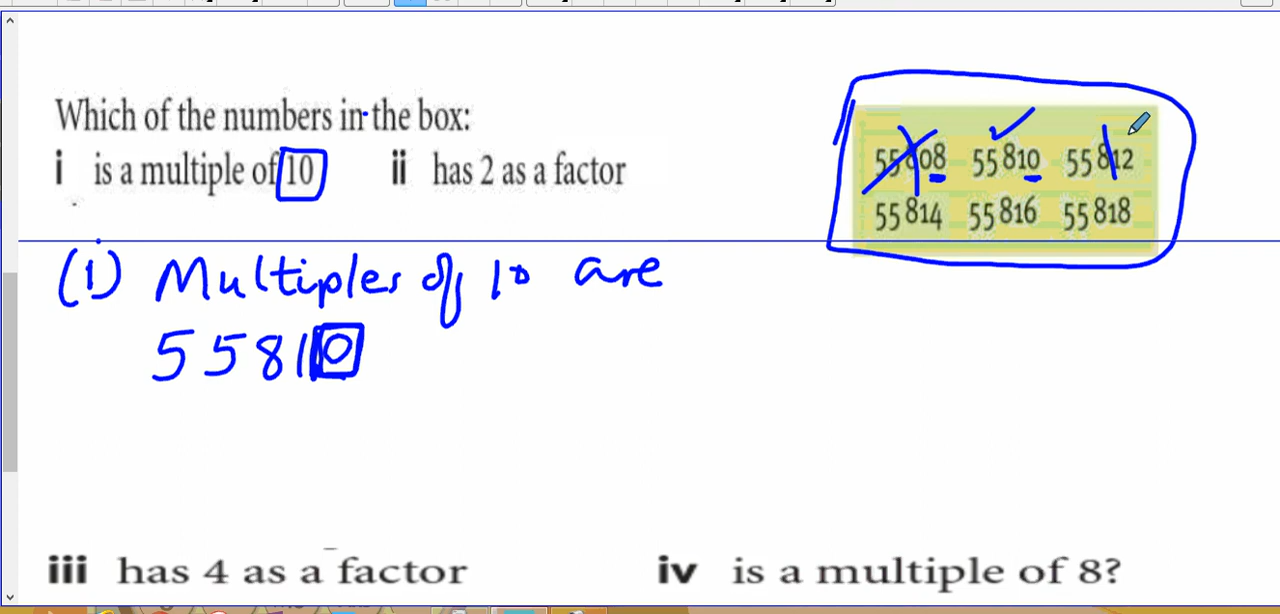 Which of the numbers in the box:
i is a multiple of 10 ii has 2 as a factor
55 808 55 810 55 812
55 814 55 816 55 818
(i) Multiples of 10 are
55810
iii has 4 as a factor iv is a multiple of 8?